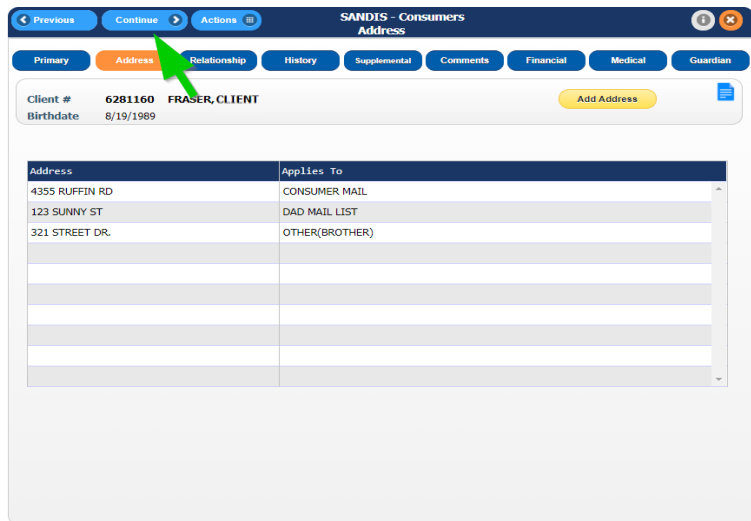 Previous Continue Actions SANDIS - Consumers
Address
Primary Address Relationship History Supplemental Comments Financial Medical Guardian
Client # 6281160 FRASER, CLIENT Add Address
Birthdate 8/19/1989
Address Applies To
4355 RUFFIN RD CONSUMER MAIL
123 SUNNY ST DAD MAIL LIST
321 STREET DR. OTHER(BROTHER)